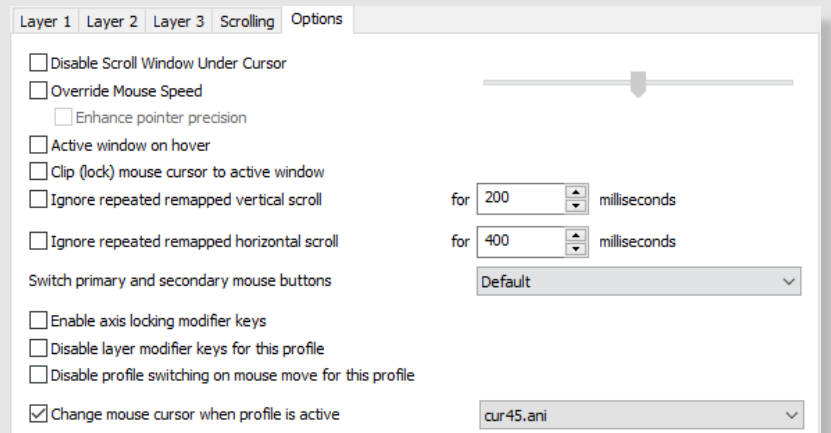 Layer 1 Layer 2 Layer 3 Scrolling Options
Disable Scroll Window Under Cursor
Override Mouse Speed
Enhance pointer precision
Active window on hover
Clip (lock) mouse cursor to active window
Ignore repeated remapped vertical scroll for 200 milliseconds
Ignore repeated remapped horizontal scroll for 400 milliseconds
Switch primary and secondary mouse buttons Default
Enable axis locking modifier keys
Disable layer modifier keys for this profile
Disable profile switching on mouse move for this profile
Change mouse cursor when profile is active cur45.ani